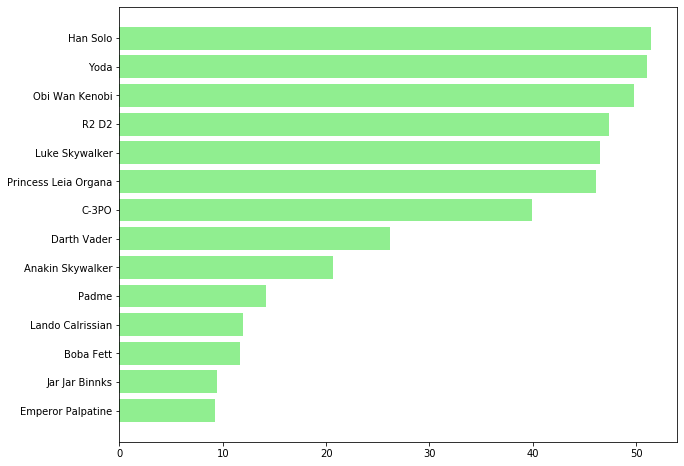 Han Solo
Yoda
Obi Wan Kenobi
R2 D2
Luke Skywalker
Princess Leia Organa
C-3PO
Darth Vader
Anakin Skywalker
Padme
Lando Calrissian
Boba Fett
Jar Jar Binnks
Emperor Palpatine
0 10 20 30 40 50